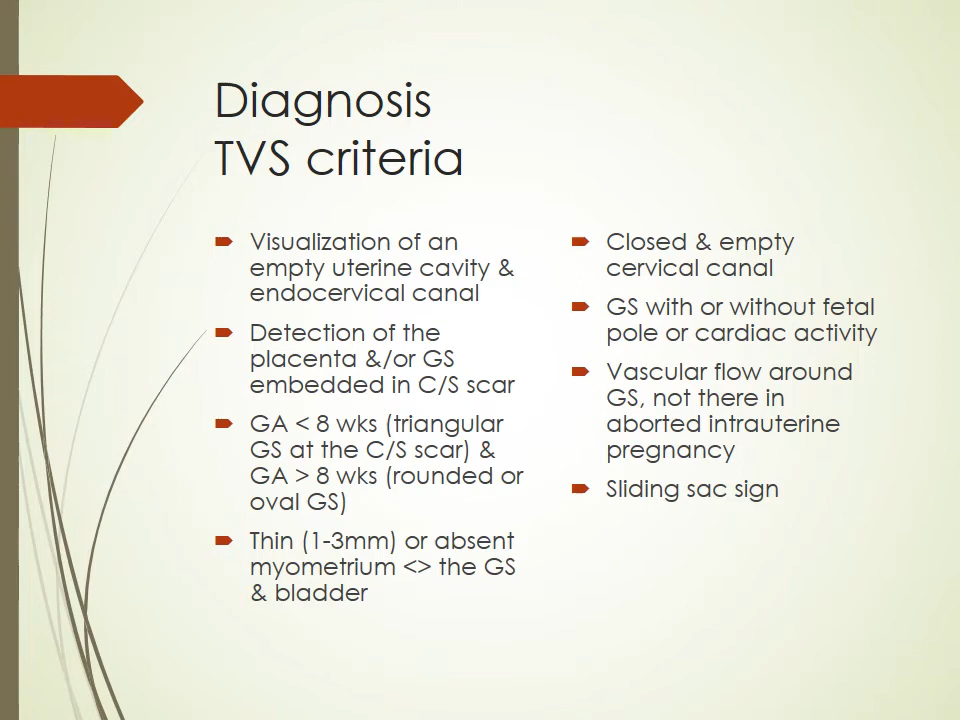 Diagnosis
TVS criteria
Visualization of an
empty uterine cavity &
endocervical canal
Detection of the
placenta &/or GS
embedded in C/S scar
GA < 8 wks (triangular
GS at the C/S scar) &
GA > 8 wks (rounded or
oval GS)
Thin (1-3mm) or absent
myometrium <> the GS
& bladder
Closed & empty
cervical canal
GS with or without fetal
pole or cardiac activity
Vascular flow around
GS, not there in
aborted intrauterine
pregnancy
Sliding sac sign